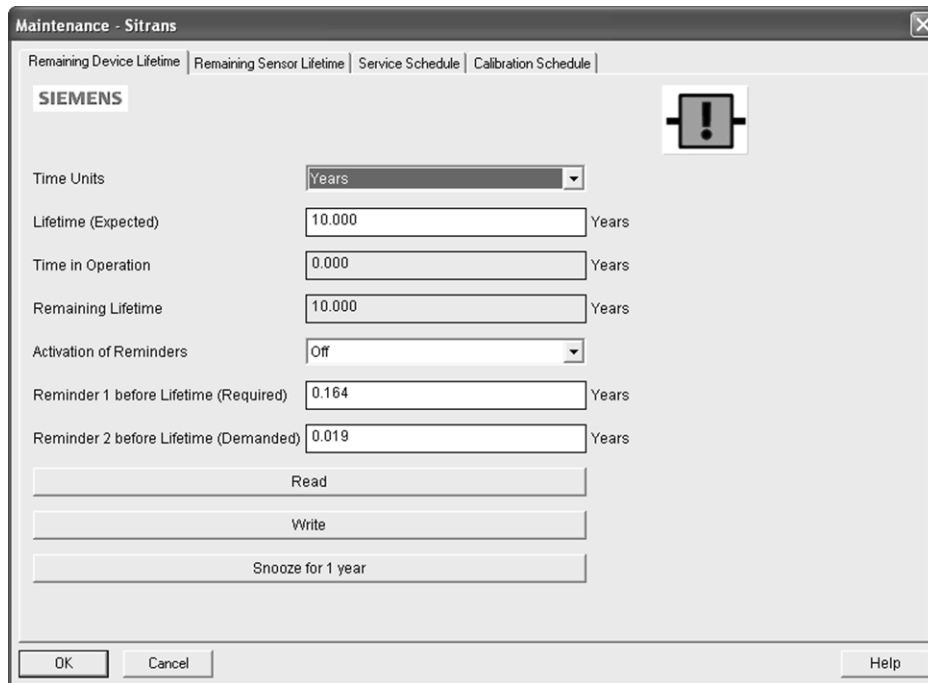 Maintenance - Sitrans
Remaining Device Lifetime Remaining Sensor Lifetime Service Schedule Calibration Schedule
SIEMENS
!
Time Units Years
Lifetime (Expected) 10.000 Years
Time in Operation 0.000 Years
Remaining Lifetime 10.000 Years
Activation of Reminders Off
Reminder 1 before Lifetime (Required) 0.164 Years
Reminder 2 before Lifetime (Demanded) 0.019 Years
Read
Write
Snooze for 1 year
OK Cancel Help